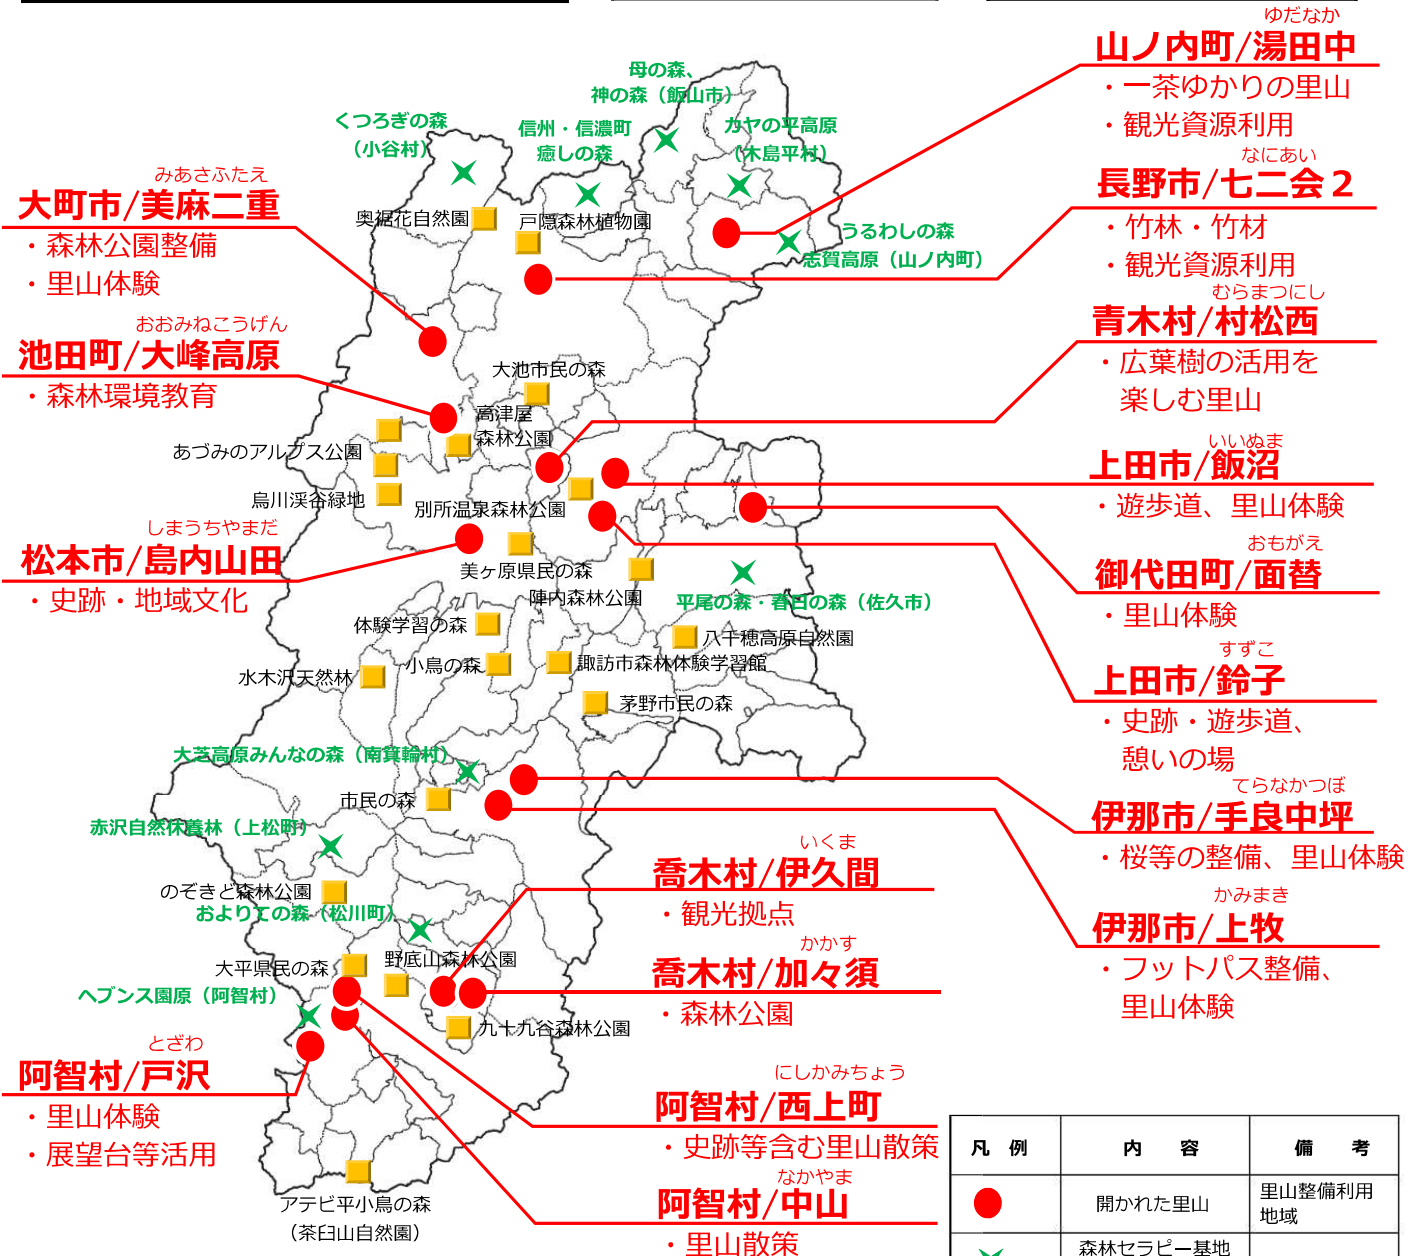 ゆだなか
山ノ内町/湯田中
・一茶ゆかりの里山
・観光資源利用
なにあい
長野市/七二会２
・竹林・竹材
・観光資源利用
むらまつにし
青木村/村松西
・広葉樹の活用を
楽しむ里山
いいぬま
上田市/飯沼
・遊歩道、里山体験
おもがえ
御代田町/面替
・里山体験
すずこ
上田市/鈴子
・史跡・遊歩道、
憩いの場
てらなかつぼ
伊那市/手良中坪
・桜等の整備、里山体験
かみまき
伊那市/上牧
・フットパス整備、
里山体験
みあさふたえ
大町市/美麻二重
・森林公園整備
・里山体験
おおみねこうげん
池田町/大峰高原
・森林環境教育
しまうちやまだ
松本市/島内山田
・史跡・地域文化
とざわ
阿智村/戸沢
・里山体験
・展望台等活用
いくま
喬木村/伊久間
・観光拠点
かかす
喬木村/加々須
・森林公園
にしかみちょう
阿智村/西上町
・史跡等含む里山散策
なかやま
阿智村/中山
・里山散策
母の森、
神の森（飯山市）
くつろぎの森
（小谷村）
信州・信濃町
癒しの森
カヤの平高原
（木島平村）
うるわしの森
志賀高原（山ノ内町）
奥裾花自然園
戸隠森林植物園
大池市民の森
高津屋
森林公園
あづみのアルプス公園
烏川渓谷緑地
別所温泉森林公園
美ヶ原県民の森
陣内森林公園
平尾の森・春日の森（佐久市）
体験学習の森
八千穂高原自然園
小鳥の森
諏訪市森林体験学習館
水木沢天然林
茅野市民の森
大芝高原みんなの森（南箕輪村）
市民の森
赤沢自然休養林（上松町）
のぞきど森林公園
およりての森（松川町）
野底山森林公園
大平県民の森
ヘブンス園原（阿智村）
九十九谷森林公園
アテビ平小鳥の森
（茶臼山自然園）
凡　例
内　容
備　考
開かれた里山
里山整備利用
地域
森林セラピー基地